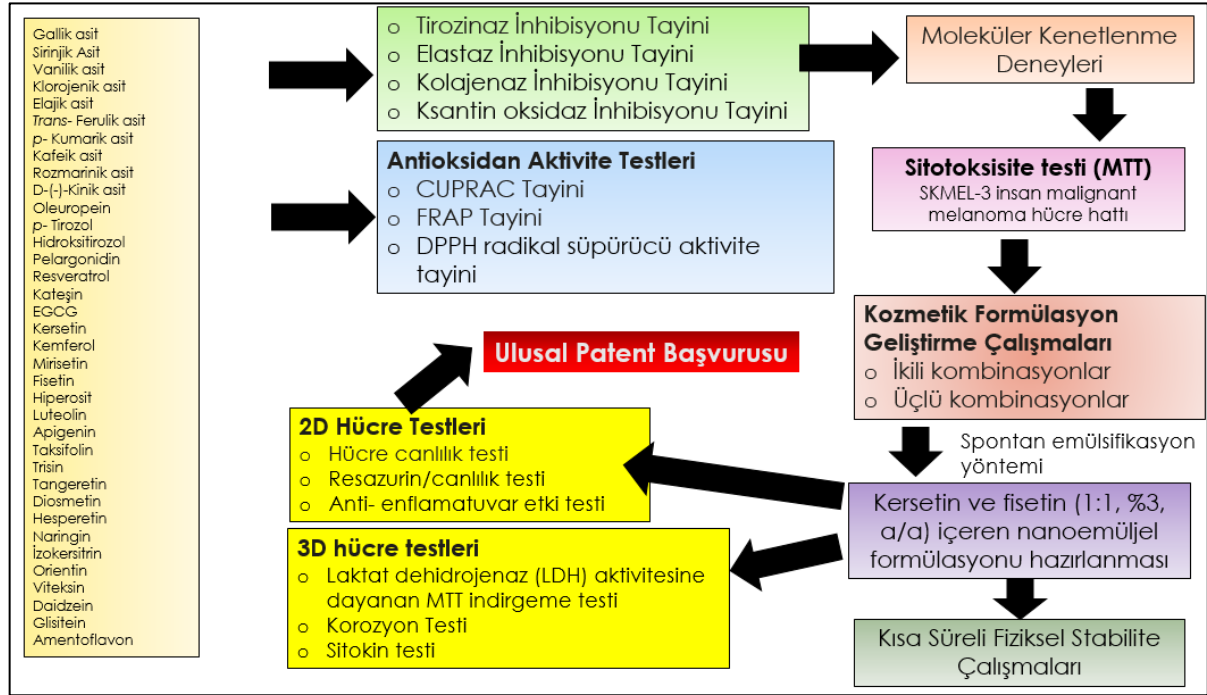 Gallik asit
Sirinjik Asit
Vanilik asit
Klorojenik asit
Elajik asit
Trans- Ferulik asit
p- Kumarik asit
Kafeik asit
Rozmarinik asit
D-(-)-Kinik asit
Oleuropein
p- Tirozol
Hidroksitirozol
Pelargonidin
Resveratrol
Kateşin
EGCG
Kersetin
Kemferol
Mirisetin
Fisetin
Hiperosit
Luteolin
Apigenin
Taksifolin
Trisin
Tangeretin
Diosmetin
Hesperetin
Naringin
İzokersitrin
Orientin
Viteksin
Daidzein
Glisitein
Amentoflavon
o Tirozinaz İnhibisyonu Tayini
o Elastaz İnhibisyonu Tayini
o Kolajenaz İnhibisyonu Tayini
o Ksantin oksidaz İnhibisyonu Tayini
Antioksidan Aktivite Testleri
o CUPRAC Tayini
o FRAP Tayini
o DPPH radikal süpürücü aktivite
tayini
Moleküler Kenetlenme
Deneyleri
Sitotoksisite testi (MTT)
SKMEL-3 insan malignant
melanoma hücre hattı
Kozmetik Formülasyon
Geliştirme Çalışmaları
o İkili kombinasyonlar
o Üçlü kombinasyonlar
Spontan emülsifikasyon
yöntemi
Kersetin ve fisetin (1:1, %3,
a/a) içeren nanoemüljel
formülasyonu hazırlanması
Kısa Süreli Fiziksel Stabilite
Çalışmaları
2D Hücre Testleri
o Hücre canlılık testi
o Resazurin/canlılık testi
o Anti- enflamatuvar etki testi
3D hücre testleri
o Laktat dehidrojenaz (LDH) aktivitesine
dayanan MTT indirgeme testi
o Korozyon Testi
o Sitokin testi
Ulusal Patent Başvurusu